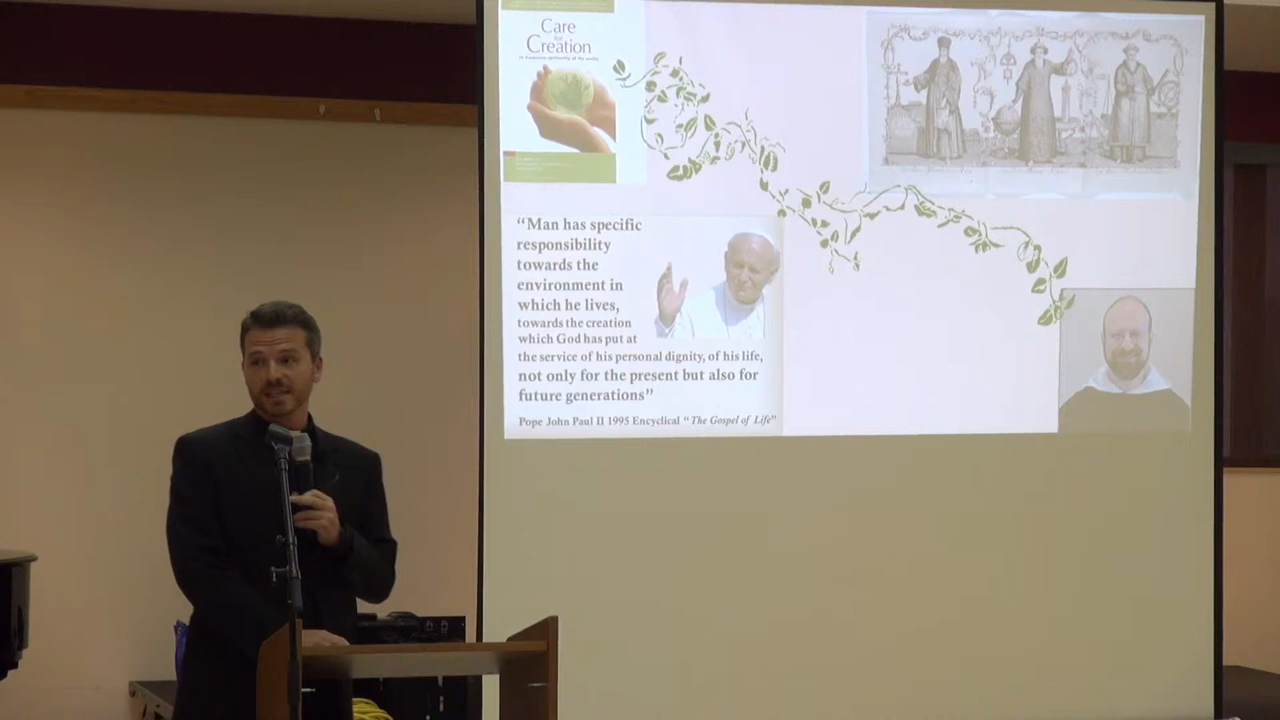 Care
for
Creation
“Man has specific
responsibility
towards the
environment in
which he lives,
towards the creation
which God has put at
the service of his personal dignity, of his life,
not only for the present but also for
future generations”
Pope John Paul II 1995 Encyclical “The Gospel of Life”